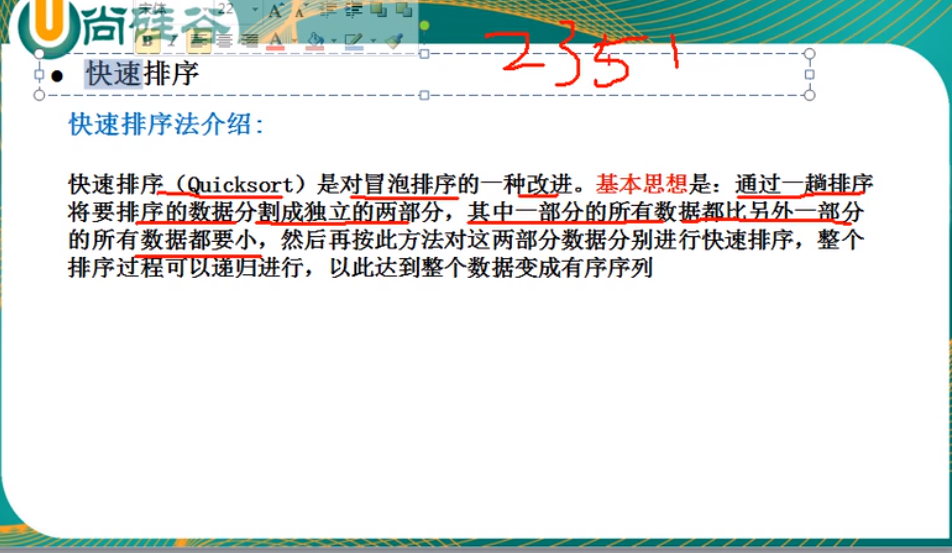 尚硅谷
宋体 22
B I
2351
• 快速排序
快速排序法介绍:
快速排序（Quicksort）是对冒泡排序的一种改进。基本思想是：通过一趟排序
将要排序的数据分割成独立的两部分，其中一部分的所有数据都比另外一部分
的所有数据都要小，然后再按此方法对这两部分数据分别进行快速排序，整个
排序过程可以递归进行，以此达到整个数据变成有序序列